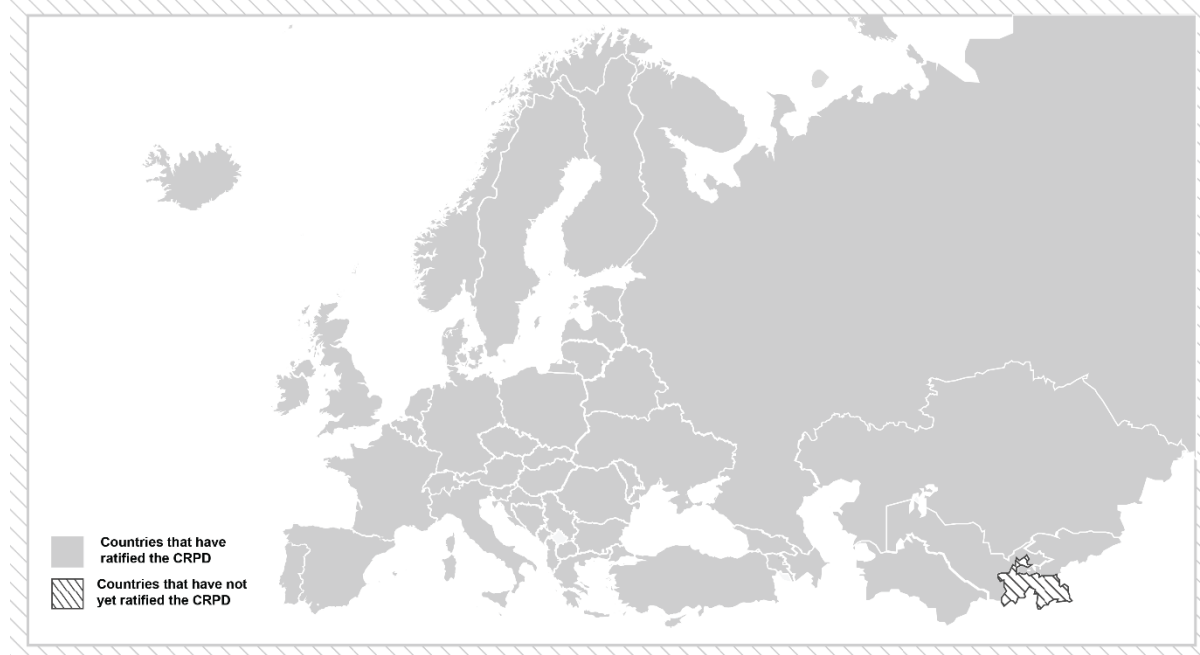 Countries that have
ratified the CRPD
Countries that have not
yet ratified the CRPD